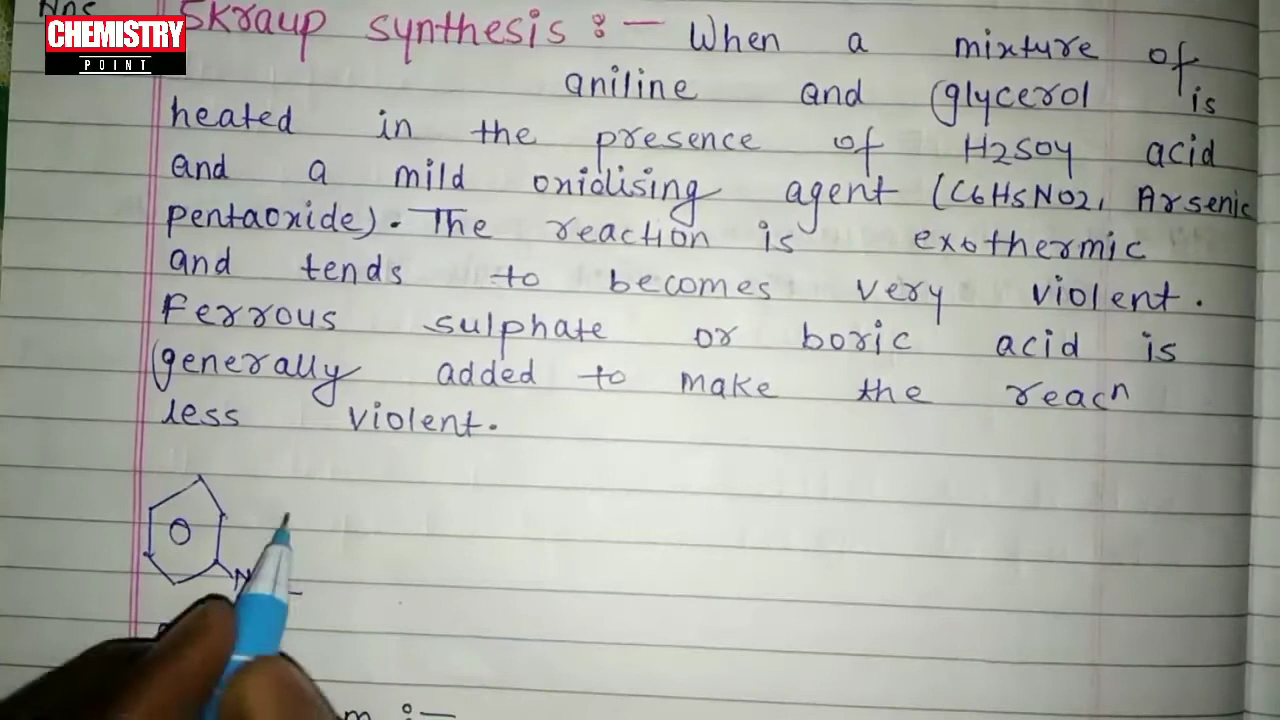 Ans
CHEMISTRY
POINT
Skraup synthesis :- When a mixture of
aniline and Glycerol is
heated in the presence of H2SO4 acid
and a mild oxidising agent (C6H5NO2, Arsenic
pentaoxide). The reaction is exothermic
and tends to becomes very violent.
Ferrous sulphate or boric acid is
Generally added to make the reacn
less violent.